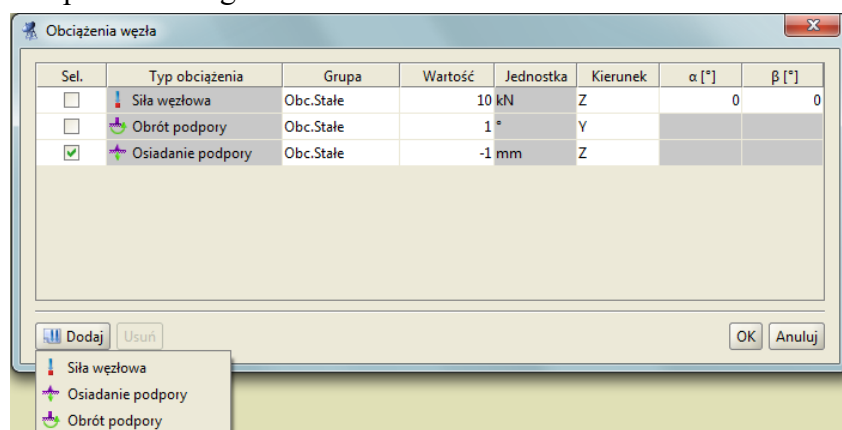 Obciążenia węzła
Sel. Typ obciążenia Grupa Wartość Jednostka Kierunek α [°] β [°]
Siła węzłowa Obc.Stałe 10 kN Z 0 0
Obrót podpory Obc.Stałe 1 ° Y
Osiadanie podpory Obc.Stałe -1 mm Z
Dodaj Usuń OK Anuluj
Siła węzłowa
Osiadanie podpory
Obrót podpory